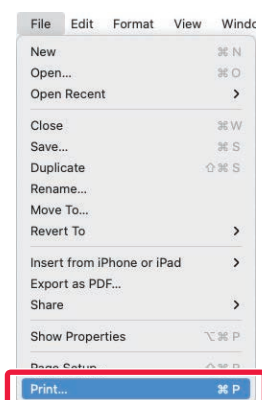 File Edit Format View
New ⌘ N
Open... ⌘ O
Open Recent >
Close ⌘ W
Save... ⌘ S
Duplicate ⇧ ⌘ S
Rename...
Move To...
Revert To >
Insert from iPhone or iPad >
Export as PDF...
Share >
Show Properties ⌥ ⌘ P
Page Setup ⇧ ⌘ P
Print... ⌘ P